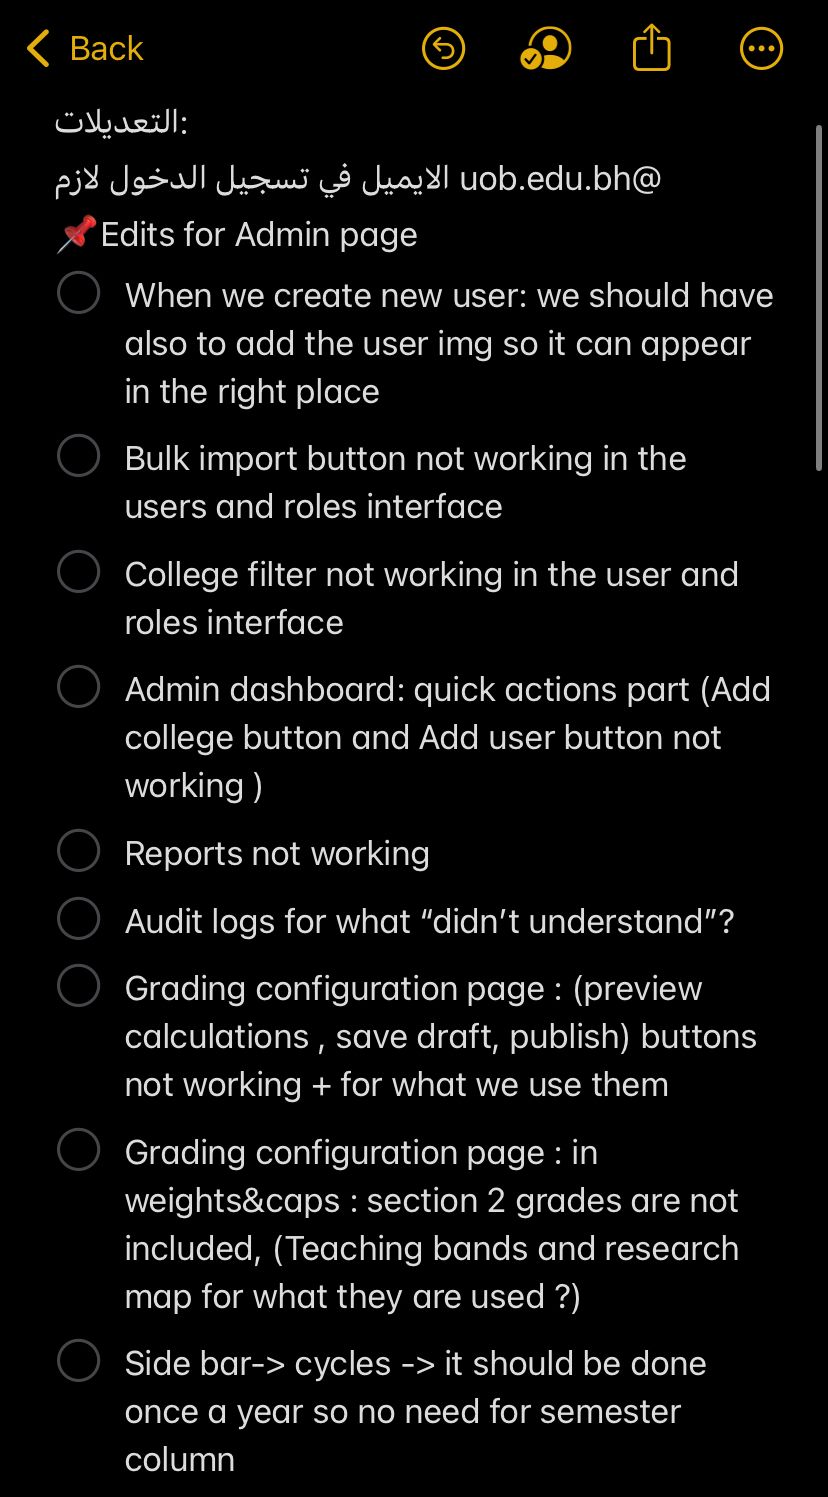 Back
التعديلات:
الايميل في تسجيل الدخول لازم uob.edu.bh@
📌Edits for Admin page
When we create new user: we should have
also to add the user img so it can appear
in the right place
Bulk import button not working in the
users and roles interface
College filter not working in the user and
roles interface
Admin dashboard: quick actions part (Add
college button and Add user button not
working )
Reports not working
Audit logs for what “didn’t understand”?
Grading configuration page : (preview
calculations , save draft, publish) buttons
not working + for what we use them
Grading configuration page : in
weights&caps : section 2 grades are not
included, (Teaching bands and research
map for what they are used ?)
Side bar-> cycles -> it should be done
once a year so no need for semester
column